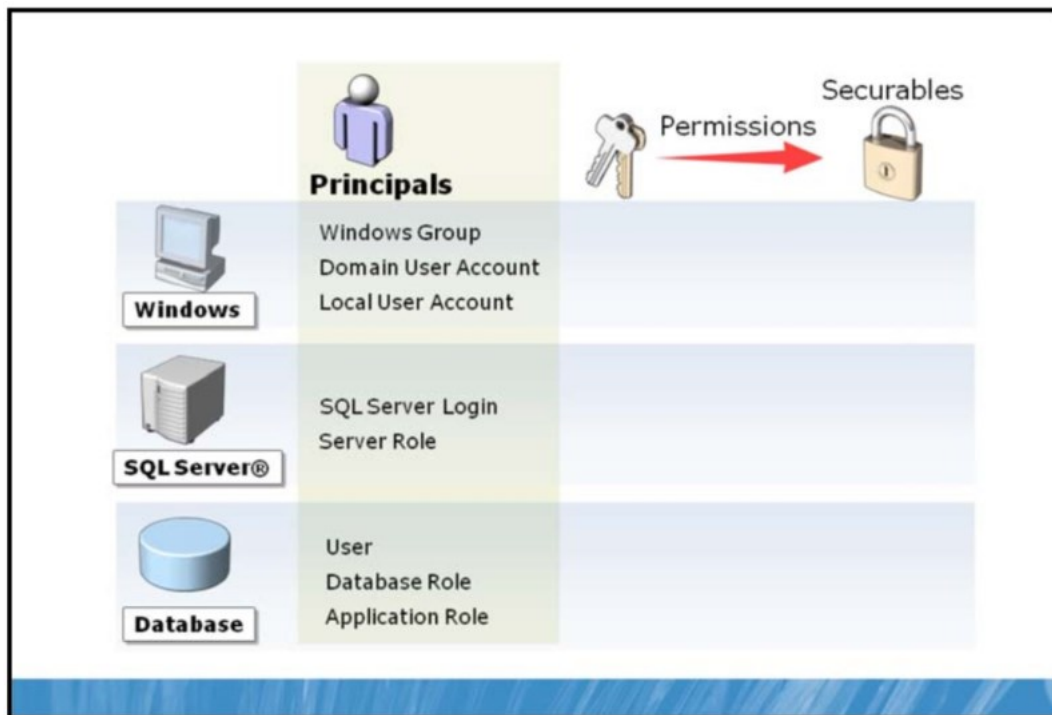 Securables
Permissions
Principals
Windows Group
Domain User Account
Local User Account
Windows
SQL Server Login
Server Role
SQL Server®
User
Database Role
Application Role
Database